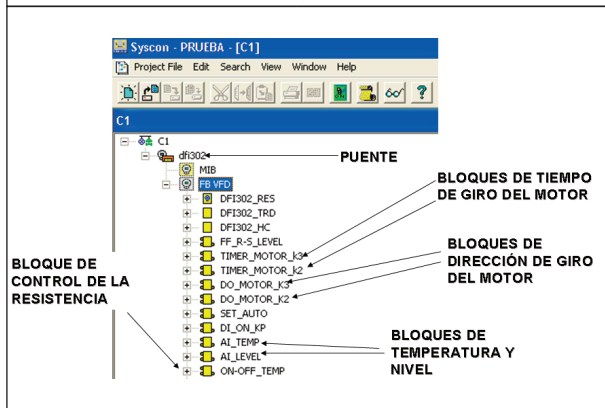 Syscon - PRUEBA - [C1]
Project File Edit Search View Window Help
C1
C1
dfi302
PUENTE
MIB
FB VFD
BLOQUES DE TIEMPO
DE GIRO DEL MOTOR
DFI302_RES
DFI302_TRD
DFI302_HC
FF_R-S_LEVEL
TIMER_MOTOR_k3
TIMER_MOTOR_k2
DO_MOTOR_K3
DO_MOTOR_K2
BLOQUES DE
DIRECCIÓN DE GIRO
DEL MOTOR
BLOQUE DE
CONTROL DE LA
RESISTENCIA
SET_AUTO
DI_ON_KP
AI_TEMP
AI_LEVEL
ON-OFF_TEMP
BLOQUES DE
TEMPERATURA Y
NIVEL